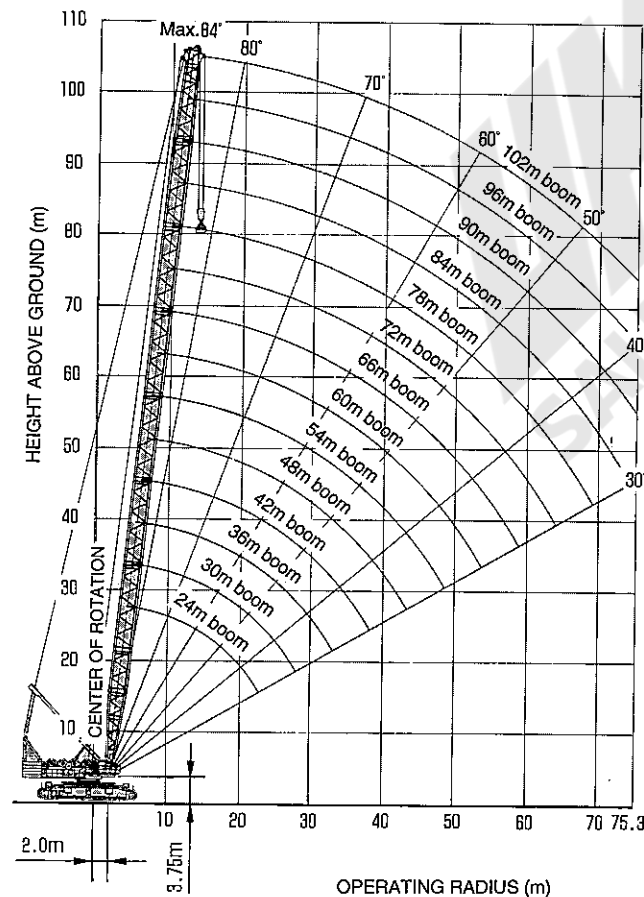 HEIGHT ABOVE GROUND (m)
110
100
90
80
70
60
50
40
30
20
10
Max.84°
80°
70°
60°
50°
40
30°
102m boom
96m boom
90m boom
84m boom
78m boom
72m boom
66m boom
60m boom
54m boom
48m boom
42m boom
36m boom
30m boom
24m boom
CENTER OF ROTATION
10 20 30 40 50 60 70 75.3
2.0m
3.75m
OPERATING RADIUS (m)